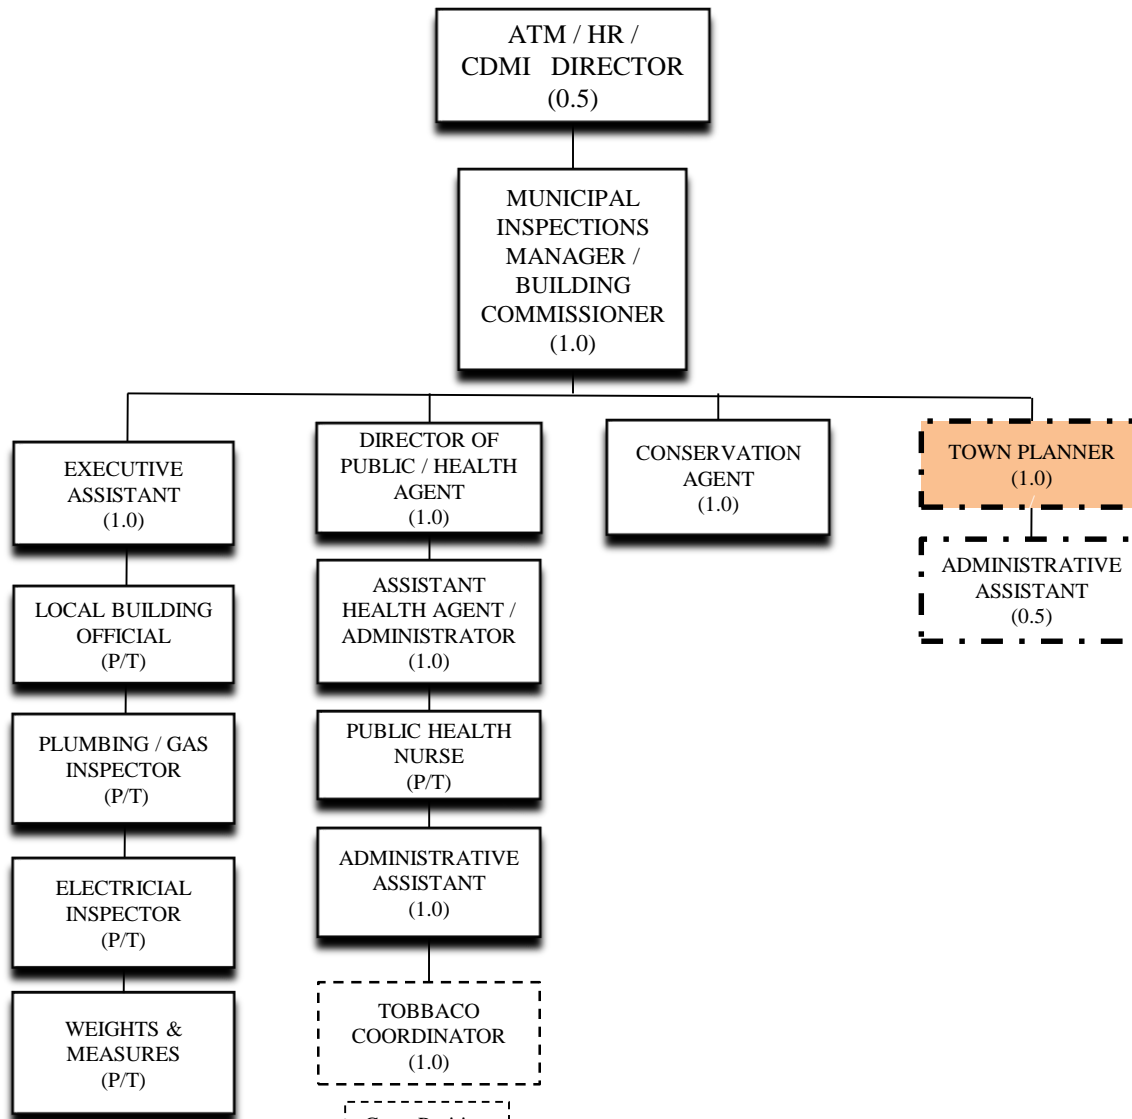 ATM / HR /
CDMI DIRECTOR
(0.5)
MUNICIPAL
INSPECTIONS
MANAGER /
BUILDING
COMMISSIONER
(1.0)
EXECUTIVE
ASSISTANT
(1.0)
LOCAL BUILDING
OFFICIAL
(P/T)
PLUMBING / GAS
INSPECTOR
(P/T)
ELECTRICIAL
INSPECTOR
(P/T)
WEIGHTS &
MEASURES
(P/T)
DIRECTOR OF
PUBLIC / HEALTH
AGENT
(1.0)
ASSISTANT
HEALTH AGENT /
ADMINISTRATOR
(1.0)
PUBLIC HEALTH
NURSE
(P/T)
ADMINISTRATIVE
ASSISTANT
(1.0)
TOBBACO
COORDINATOR
(1.0)
CONSERVATION
AGENT
(1.0)
TOWN PLANNER
(1.0)
ADMINISTRATIVE
ASSISTANT
(0.5)